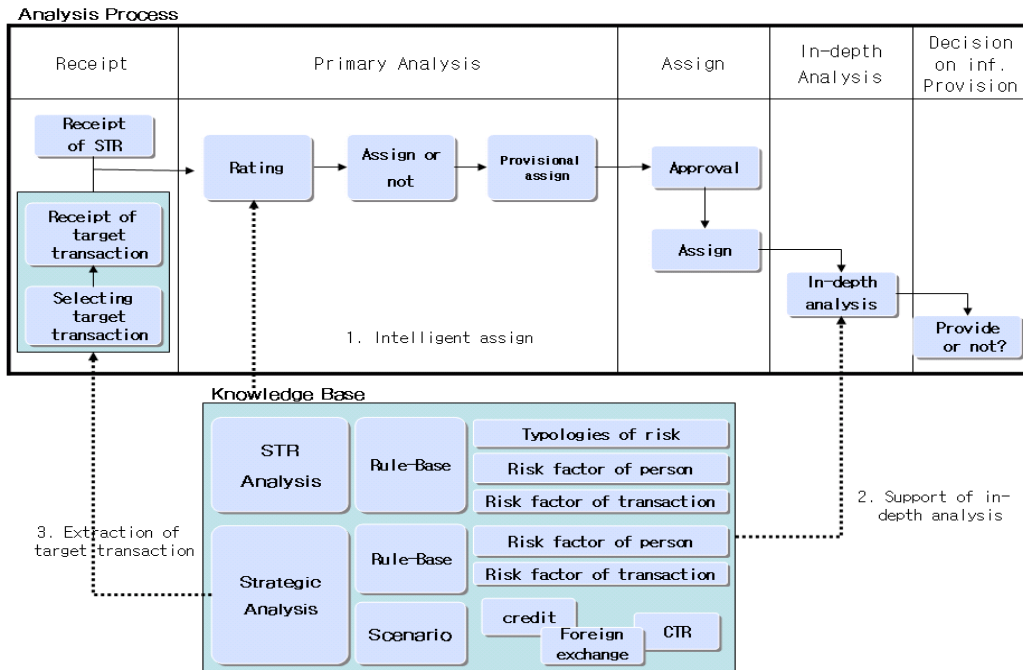 Analysis Process
Receipt
Primary Analysis
Assign
In-depth
Analysis
Decision
on inf.
Provision
Receipt
of STR
Rating
Assign or
not
Provisional
assign
Approval
Receipt of
target
transaction
Assign
Selecting
target
transaction
In-depth
analysis
1. Intelligent assign
Provide
or not?
Knowledge Base
STR
Analysis
Rule-Base
Typologies of risk
Risk factor of person
Risk factor of transaction
2. Support of in-
depth analysis
3. Extraction of
target transaction
Strategic
Analysis
Rule-Base
Risk factor of person
Risk factor of transaction
Scenario
credit
Foreign
exchange
CTR